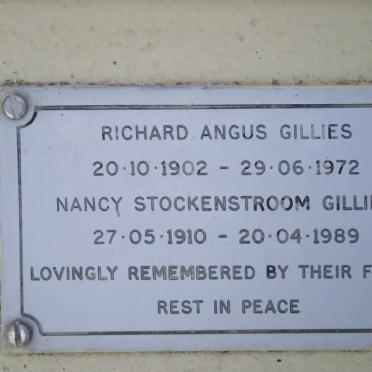 RICHARD ANGUS GILLIES
20·10·1902 - 29·06·1972
NANCY STOCKENSTROOM GILLI
27·05·1910 - 20·04·1989
LOVINGLY REMEMBERED BY THEIR F
REST IN PEACE